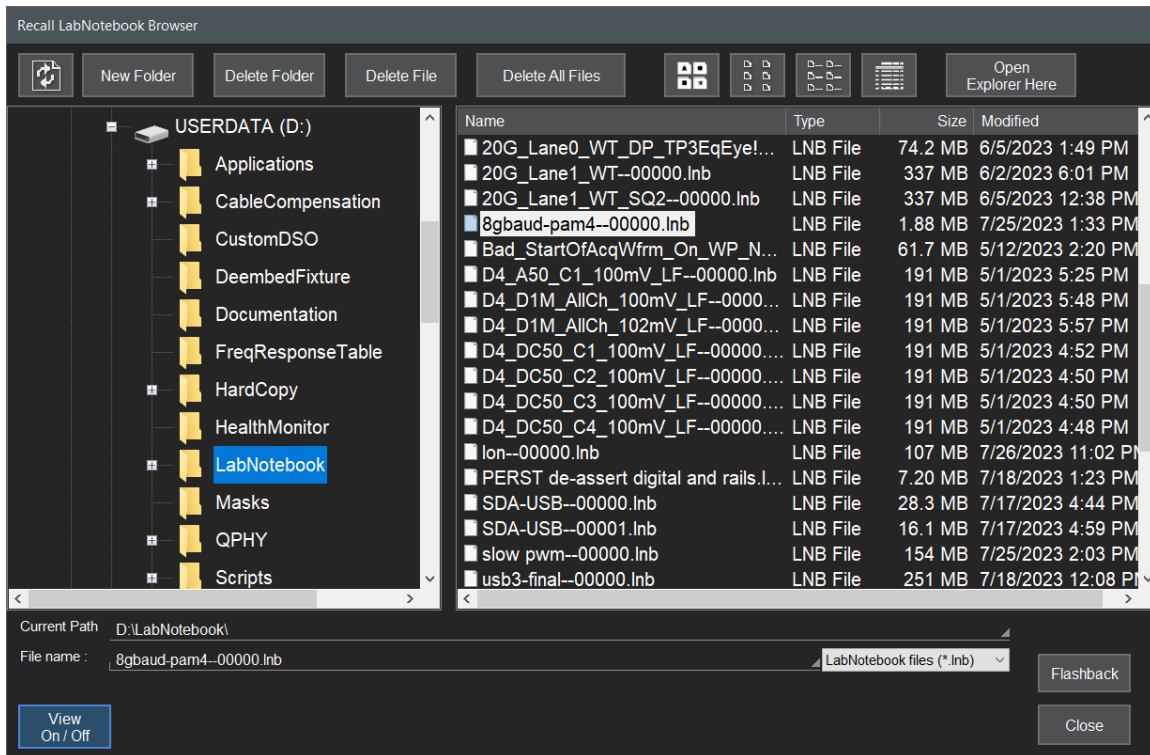 Recall LabNotebook Browser
New Folder
Delete Folder
Delete File
Delete All Files
Open
Explorer Here
USERDATA (D:)
Applications
CableCompensation
CustomDSO
DeembedFixture
Documentation
FreqResponseTable
HardCopy
HealthMonitor
LabNotebook
Masks
QPHY
Scripts
Name Type Size Modified
20G_Lane0_WT_DP_TP3EqEye!... LNB File 74.2 MB 6/5/2023 1:49 PM
20G_Lane1_WT--00000.lnb LNB File 337 MB 6/2/2023 6:01 PM
20G_Lane1_WT_SQ2--00000.lnb LNB File 337 MB 6/5/2023 12:38 PM
8gbaud-pam4--00000.lnb LNB File 1.88 MB 7/25/2023 1:33 PM
Bad_StartOfAcqWfrm_On_WP_N... LNB File 61.7 MB 5/12/2023 2:20 PM
D4_A50_C1_100mV_LF--00000.lnb LNB File 191 MB 5/1/2023 5:25 PM
D4_D1M_AllCh_100mV_LF--0000... LNB File 191 MB 5/1/2023 5:48 PM
D4_D1M_AllCh_102mV_LF--0000... LNB File 191 MB 5/1/2023 5:57 PM
D4_DC50_C1_100mV_LF--00000.... LNB File 191 MB 5/1/2023 4:52 PM
D4_DC50_C2_100mV_LF--00000.... LNB File 191 MB 5/1/2023 4:50 PM
D4_DC50_C3_100mV_LF--00000.... LNB File 191 MB 5/1/2023 4:50 PM
D4_DC50_C4_100mV_LF--00000.... LNB File 191 MB 5/1/2023 4:48 PM
lon--00000.lnb LNB File 107 MB 7/26/2023 11:02 PM
PERST de-assert digital and rails.l... LNB File 7.20 MB 7/18/2023 1:23 PM
SDA-USB--00000.lnb LNB File 28.3 MB 7/17/2023 4:44 PM
SDA-USB--00001.lnb LNB File 16.1 MB 7/17/2023 4:59 PM
slow pwm--00000.lnb LNB File 154 MB 7/25/2023 2:03 PM
usb3-final--00000.lnb LNB File 251 MB 7/18/2023 12:08 PM
Current Path D:\LabNotebook\
File name : 8gbaud-pam4--00000.lnb LabNotebook files (*.lnb)
Flashback
View
On / Off
Close